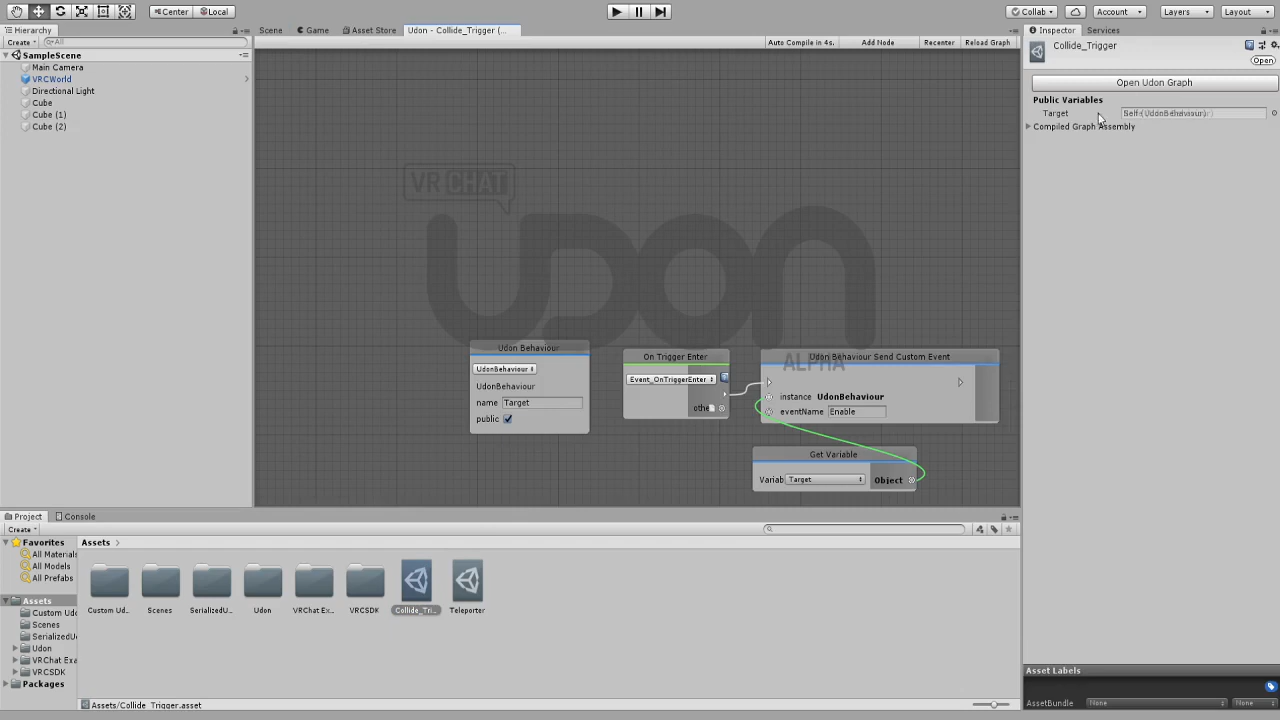 Center
Local
Collab
Account
Layers
Layout
Hierarchy
Create
All
SampleScene
Main Camera
VRCWorld
Directional Light
Cube
Cube (1)
Cube (2)
Scene
Game
Asset Store
Udon - Collide_Trigger (...
Auto Compile in 4s.
Add Node
Recenter
Reload Graph
VRCHAT
UDON
ALPHA
Udon Behaviour
UdonBehaviour
UdonBehaviour
name Target
public
On Trigger Enter
Event_OnTriggerEnter
othe
Udon Behaviour Send Custom Event
instance UdonBehaviour
eventName Enable
Get Variable
Variab Target
Object
Inspector
Services
Collide_Trigger
Open
Open Udon Graph
Public Variables
Target
Compiled Graph Assembly
Project
Console
Create
Favorites
All Materials
All Models
All Prefabs
Assets
Custom Ud
Scenes
SerializedU
Udon
VRChat Exa
VRCSDK
Packages
Assets
Custom Ud...
Scenes
SerializedU...
Udon
VRChat Ex...
VRCSDK
Collide_Tri...
Teleporter
Assets/Collide_Trigger.asset
Asset Labels
AssetBundle
None
None